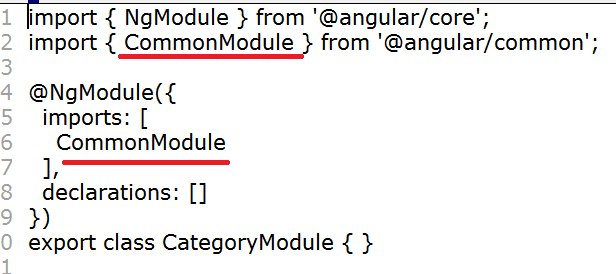 1 import { NgModule } from '@angular/core';
2 import { CommonModule } from '@angular/common';
3
4 @NgModule({
5   imports: [
6     CommonModule
7   ],
8   declarations: []
9 })
0 export class CategoryModule { }
1